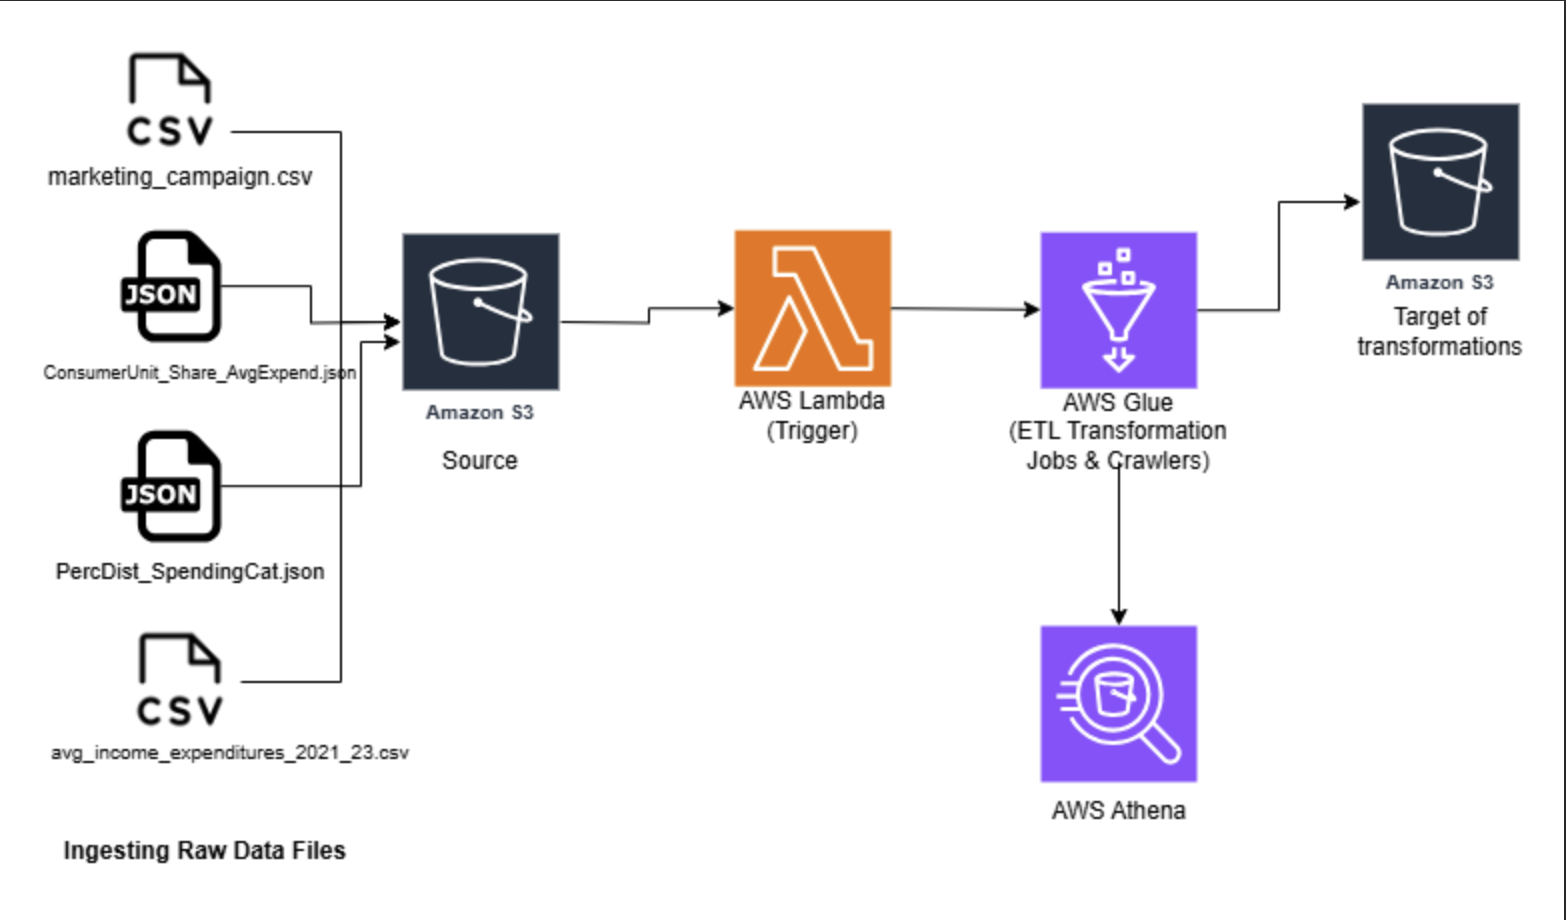 CSV
marketing_campaign.csv
JSON
ConsumerUnit_Share_AvgExpend.json
JSON
PercDist_SpendingCat.json
CSV
avg_income_expenditures_2021_23.csv
Ingesting Raw Data Files
Amazon S3
Source
AWS Lambda
(Trigger)
AWS Glue
(ETL Transformation
Jobs & Crawlers)
AWS Athena
Amazon S3
Target of
transformations